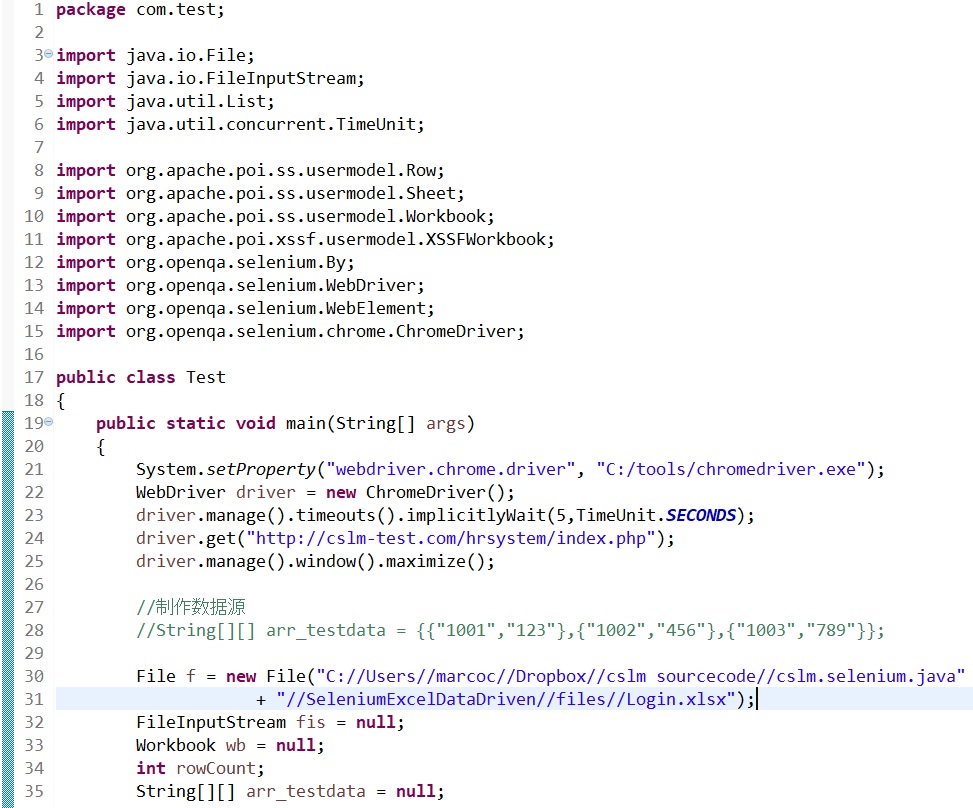 1 package com.test;
2
3 import java.io.File;
4 import java.io.FileInputStream;
5 import java.util.List;
6 import java.util.concurrent.TimeUnit;
7
8 import org.apache.poi.ss.usermodel.Row;
9 import org.apache.poi.ss.usermodel.Sheet;
10 import org.apache.poi.ss.usermodel.Workbook;
11 import org.apache.poi.xssf.usermodel.XSSFWorkbook;
12 import org.openqa.selenium.By;
13 import org.openqa.selenium.WebDriver;
14 import org.openqa.selenium.WebElement;
15 import org.openqa.selenium.chrome.ChromeDriver;
16
17 public class Test
18 {
19     public static void main(String[] args)
20     {
21         System.setProperty("webdriver.chrome.driver", "C:/tools/chromedriver.exe");
22         WebDriver driver = new ChromeDriver();
23         driver.manage().timeouts().implicitlyWait(5,TimeUnit.SECONDS);
24         driver.get("http://cslm-test.com/hrsystem/index.php");
25         driver.manage().window().maximize();
26
27         //制作数据源
28         //String[][] arr_testdata = {{"1001","123"},{"1002","456"},{"1003","789"}};
29
30         File f = new File("C://Users//marcoc//Dropbox//cslm sourcecode//cslm.selenium.java"
31                     + "//SeleniumExcelDataDriven//files//Login.xlsx");
32         FileInputStream fis = null;
33         Workbook wb = null;
34         int rowCount;
35         String[][] arr_testdata = null;